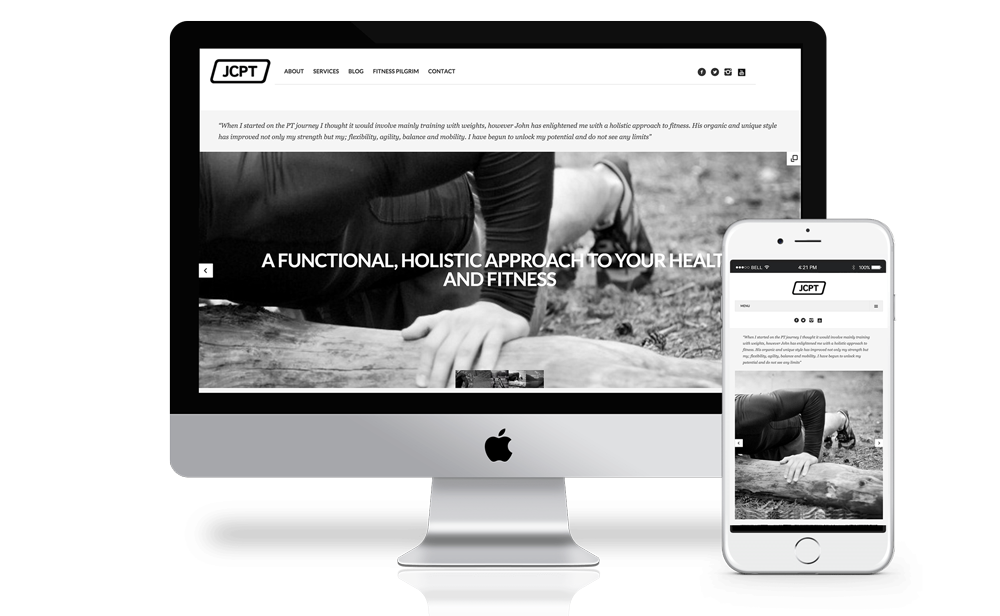 JCPT
ABOUT SERVICES BLOG FITNESS PILGRIM CONTACT
"When I started on the PT journey I thought it would involve mainly training with weights, however John has enlightened me with a holistic approach to fitness. His organic and unique style
has improved not only my strength but my; flexibility, agility, balance and mobility. I have begun to unlock my potential and do not see any limits"
A FUNCTIONAL, HOLISTIC APPROACH TO YOUR HEALT
AND FITNESS
BELL 4:21 PM 100%
JCPT
MENU
"When I started on the PT journey I thought it would involve mainly training
with weights, however John has enlightened me with a holistic approach to
fitness. His organic and unique style has improved not only my strength but
my; flexibility, agility, balance and mobility. I have begun to unlock my
potential and do not see any limits"